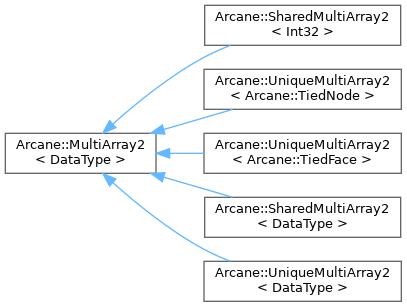 Arcane::SharedMultiArray2
< Int32 >
Arcane::UniqueMultiArray2
< Arcane::TiedNode >
Arcane::MultiArray2
< DataType >
Arcane::UniqueMultiArray2
< Arcane::TiedFace >
Arcane::SharedMultiArray2
< DataType >
Arcane::UniqueMultiArray2
< DataType >